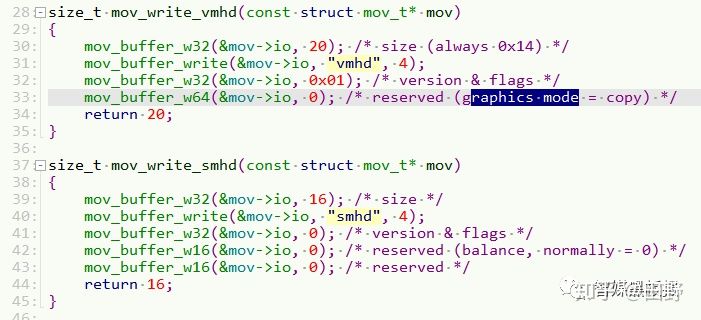 28: size_t mov_write_vmhd(const struct mov_t* mov)
29: {
30: mov_buffer_w32(&mov->io, 20); /* size (always 0x14) */
31: mov_buffer_write(&mov->io, "vmhd", 4);
32: mov_buffer_w32(&mov->io, 0x01); /* version & flags */
33: mov_buffer_w64(&mov->io, 0); /* reserved (graphics mode = copy) */
34: return 20;
35: }
36:
37: size_t mov_write_smhd(const struct mov_t* mov)
38: {
39: mov_buffer_w32(&mov->io, 16); /* size */
40: mov_buffer_write(&mov->io, "smhd", 4);
41: mov_buffer_w32(&mov->io, 0); /* version & flags */
42: mov_buffer_w16(&mov->io, 0); /* reserved (balance, normally = 0) */
43: mov_buffer_w16(&mov->io, 0); /* reserved */
44: return 16;
45: }
46: